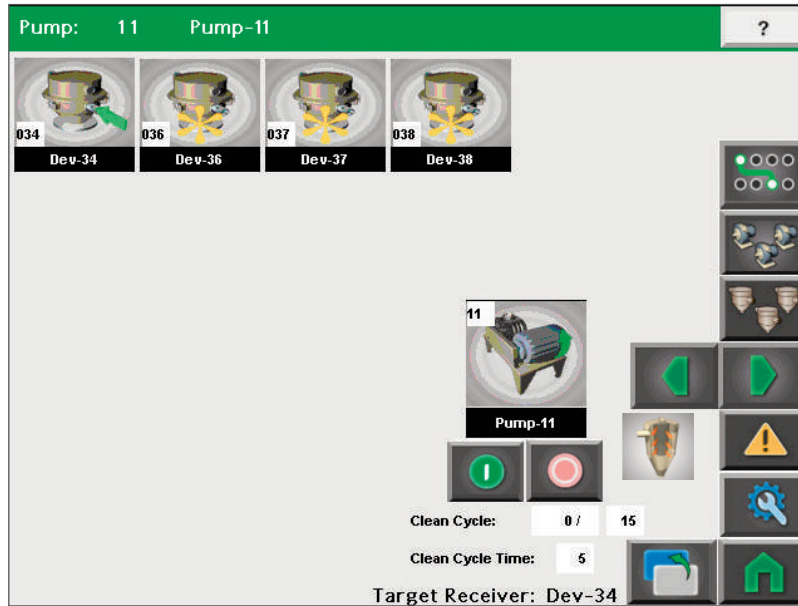 Pump: 11 Pump-11 ?
034 036 037 038
Dev-34 Dev-36 Dev-37 Dev-38
11
Pump-11
Clean Cycle: 0 / 15
Clean Cycle Time: 5
Target Receiver: Dev-34